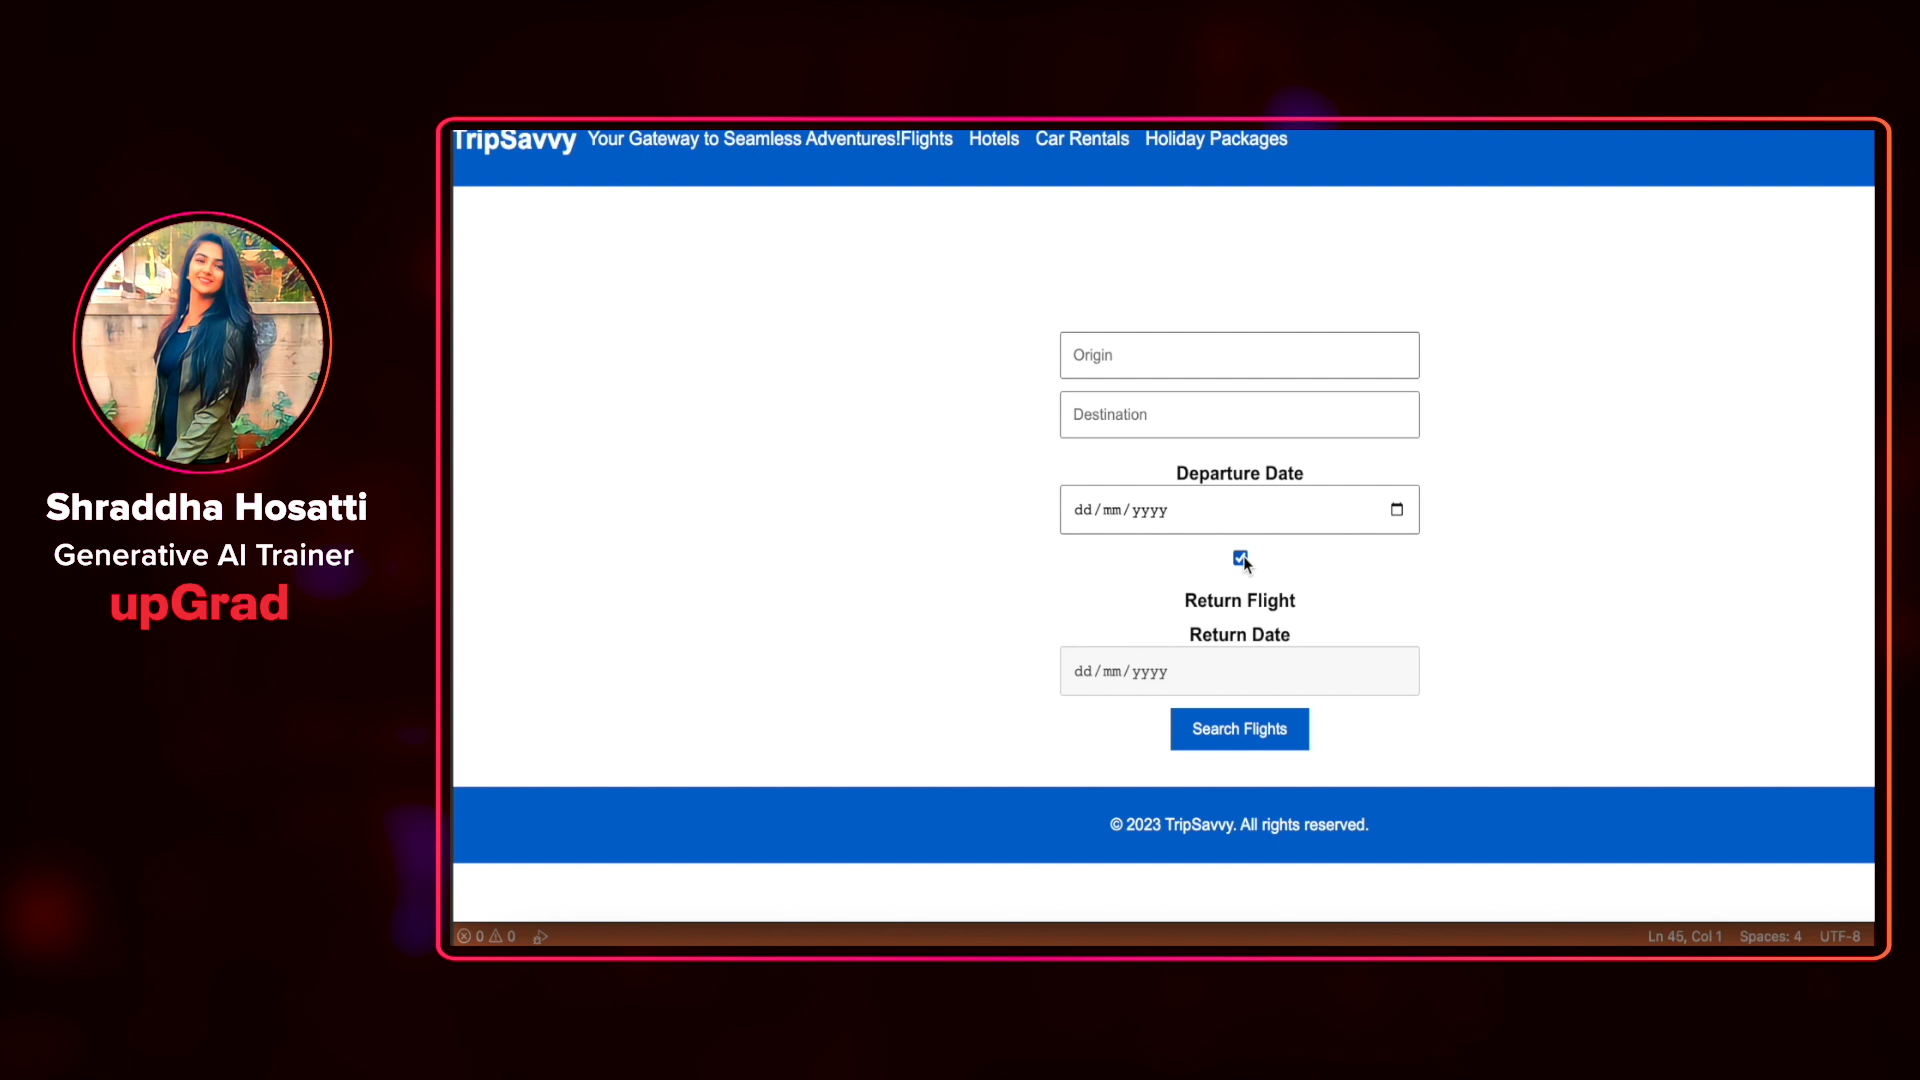 TripSavvy Your Gateway to Seamless Adventures!Flights Hotels Car Rentals Holiday Packages
Origin
Destination
Departure Date
dd/mm/yyyy
Return Flight
Return Date
dd/mm/yyyy
Search Flights
© 2023 TripSavvy. All rights reserved.
0 0 Ln 45, Col 1 Spaces: 4 UTF-8
Shraddha Hosatti
Generative AI Trainer
upGrad